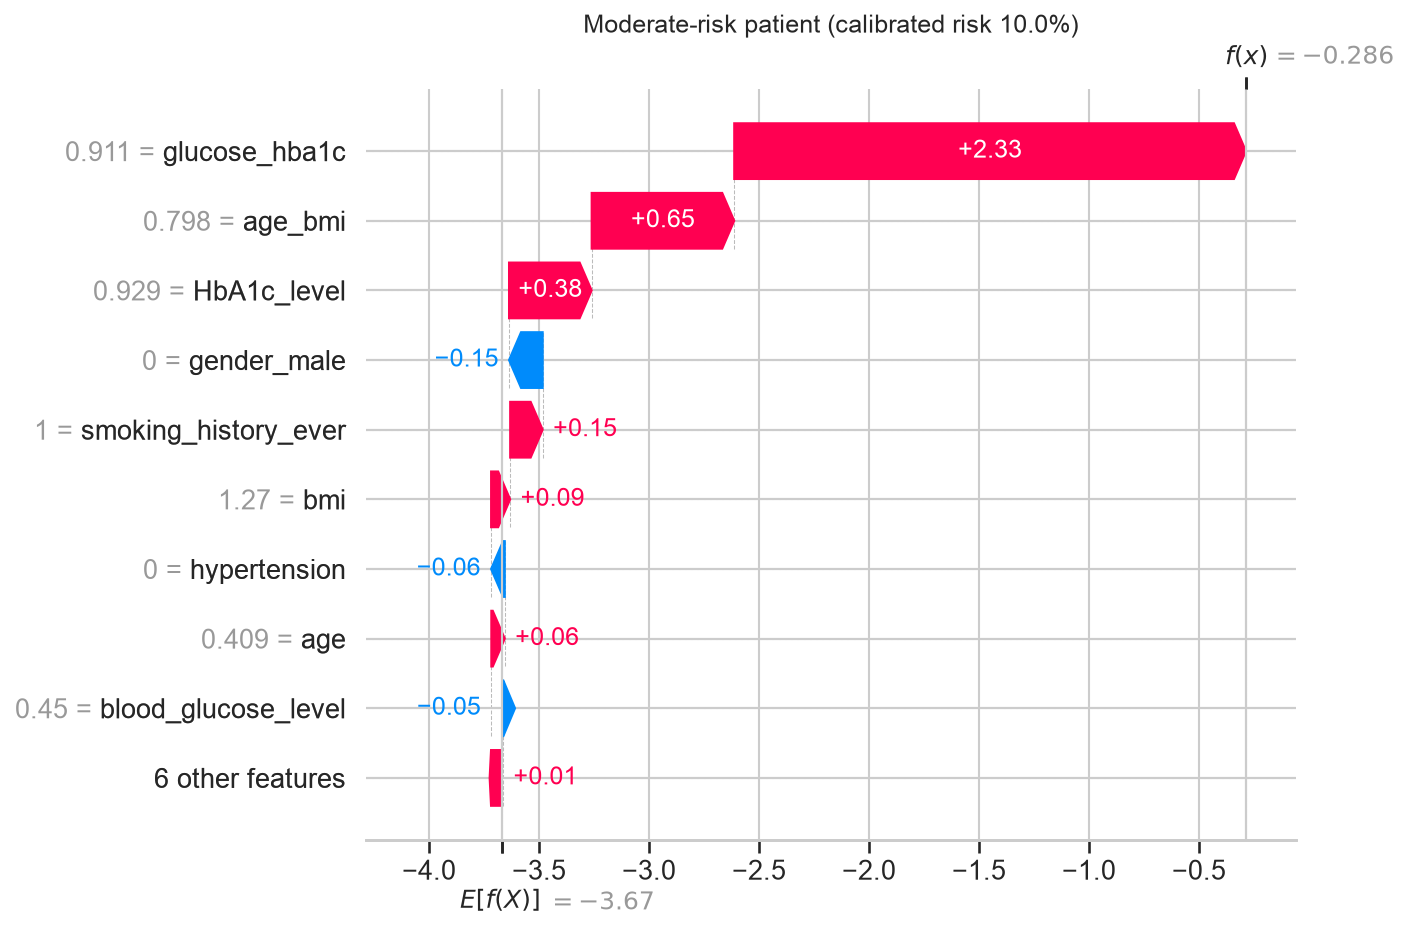 Moderate-risk patient (calibrated risk 10.0%)
f(x) = −0.286
0.911 = glucose_hba1c
+2.33
0.798 = age_bmi
+0.65
0.929 = HbA1c_level
+0.38
0 = gender_male
−0.15
1 = smoking_history_ever
+0.15
1.27 = bmi
+0.09
0 = hypertension
−0.06
0.409 = age
+0.06
0.45 = blood_glucose_level
−0.05
6 other features
+0.01
−4.0 −3.5 −3.0 −2.5 −2.0 −1.5 −1.0 −0.5
E[f(X)] = −3.67